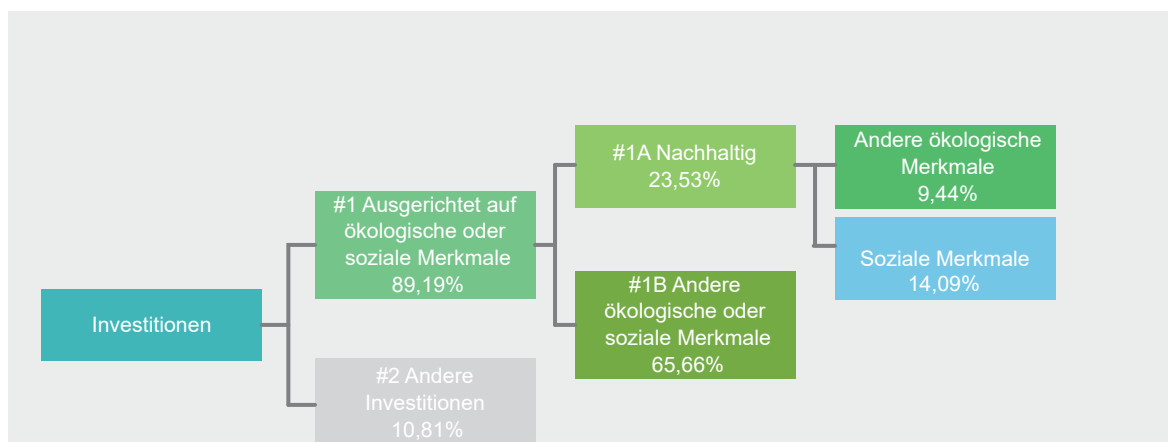 Investitionen
#1 Ausgerichtet auf
ökologische oder
soziale Merkmale
89,19%
#2 Andere
Investitionen
10,81%
#1A Nachhaltig
23,53%
#1B Andere
ökologische oder
soziale Merkmale
65,66%
Andere ökologische
Merkmale
9,44%
Soziale Merkmale
14,09%